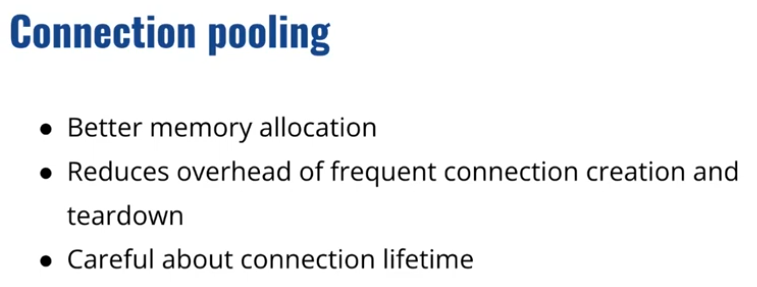 Connection pooling
● Better memory allocation
● Reduces overhead of frequent connection creation and
teardown
● Careful about connection lifetime